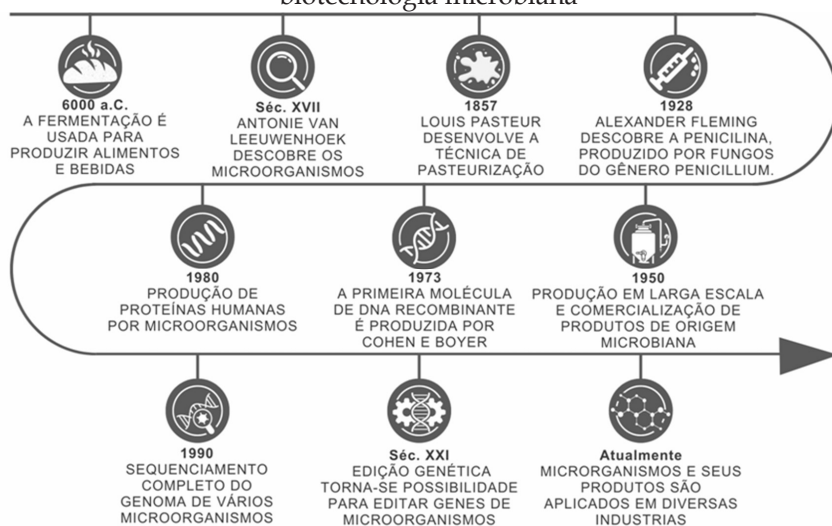 biotecnologia microbiana
6000 a.C.
A FERMENTAÇÃO É
USADA PARA
PRODUZIR ALIMENTOS
E BEBIDAS
Séc. XVII
ANTONIE VAN
LEEUWENHOEK
DESCOBRE OS
MICROORGANISMOS
1857
LOUIS PASTEUR
DESENVOLVE A
TÉCNICA DE
PASTEURIZAÇÃO
1928
ALEXANDER FLEMING
DESCOBRE A PENICILINA,
PRODUZIDO POR FUNGOS
DO GÊNERO PENICILLIUM.
1950
PRODUÇÃO EM LARGA ESCALA
E COMERCIALIZAÇÃO DE
PRODUTOS DE ORIGEM
MICROBIANA
1973
A PRIMEIRA MOLÉCULA
DE DNA RECOMBINANTE
É PRODUZIDA POR
COHEN E BOYER
1980
PRODUÇÃO DE
PROTEÍNAS HUMANAS
POR MICROORGANISMOS
1990
SEQUENCIAMENTO
COMPLETO DO
GENOMA DE VÁRIOS
MICROORGANISMOS
Séc. XXI
EDIÇÃO GENÉTICA
TORNA-SE POSSIBILIDADE
PARA EDITAR GENES DE
MICROORGANISMOS
Atualmente
MICRORGANISMOS E SEUS
PRODUTOS SÃO
APLICADOS EM DIVERSAS
INDUSTRIAS